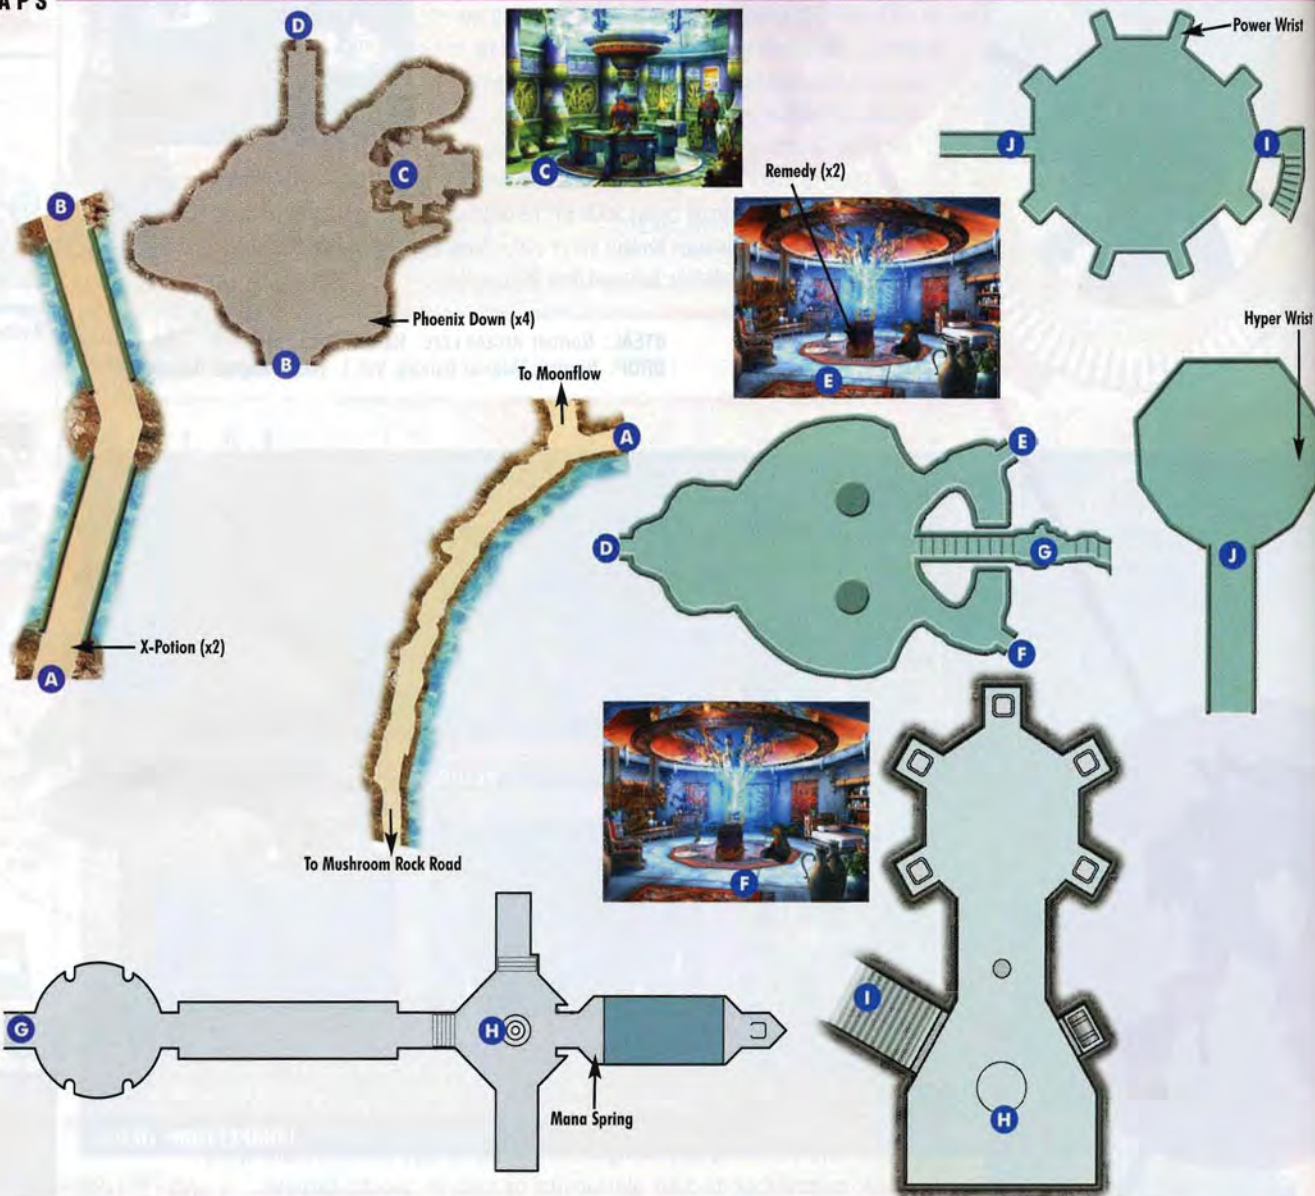 APS
D
C
C
Remedy (x2)
Power Wrist
J
I
B
B
Phoenix Down (x4)
To Moonflow
A
E
Hyper Wrist
E
D
G
J
X-Potion (x2)
A
F
To Mushroom Rock Road
F
I
G
H
Mana Spring
H